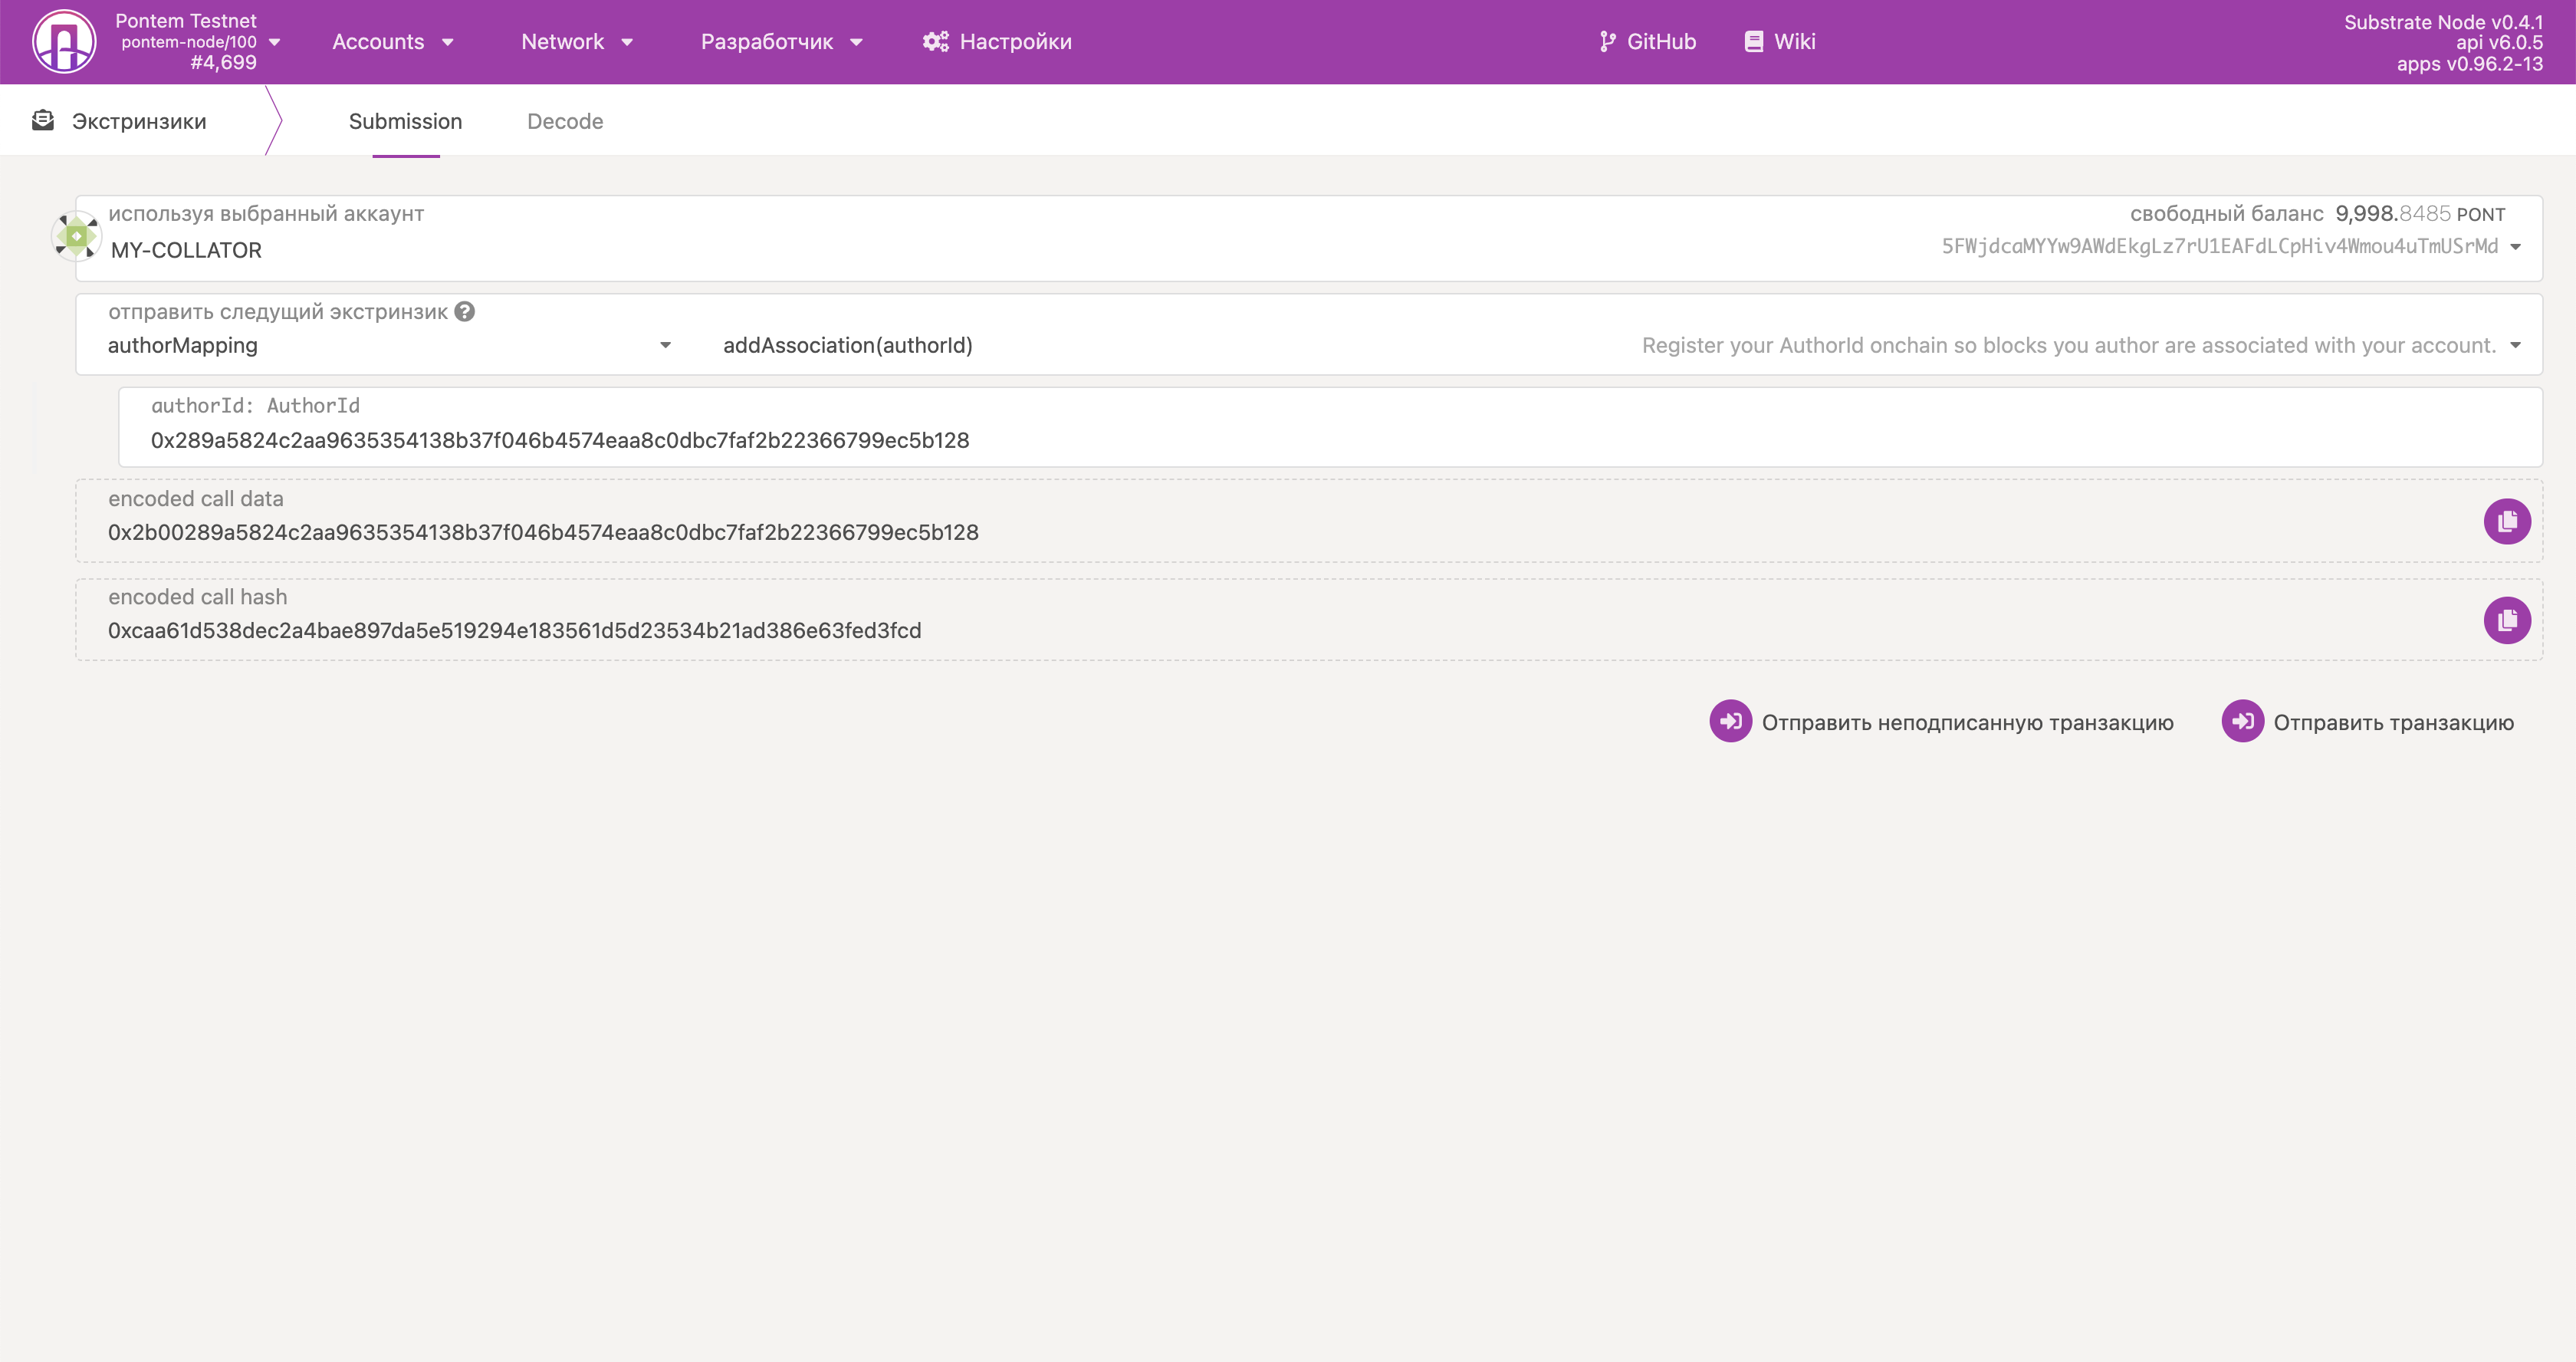 Pontem Testnet
pontem-node/100
#4,699
Accounts
Network
Разработчик
Настройки
GitHub
Wiki
Substrate Node v0.4.1
api v6.0.5
apps v0.96.2-13
Экстринзики
Submission
Decode
используя выбранный аккаунт
MY-COLLATOR
свободный баланс 9,998.8485 PONT
5FWjdcaMYYw9AWdEkgLz7rU1EAFdLCpHiv4Wmou4uTmUSrMd
отправить следущий экстринзик
authorMapping
addAssociation(authorId)
Register your AuthorId onchain so blocks you author are associated with your account.
authorId: AuthorId
0x289a5824c2aa9635354138b37f046b4574eaa8c0dbc7faf2b22366799ec5b128
encoded call data
0x2b00289a5824c2aa9635354138b37f046b4574eaa8c0dbc7faf2b22366799ec5b128
encoded call hash
0xcaa61d538dec2a4bae897da5e519294e183561d5d23534b21ad386e63fed3fcd
Отправить неподписанную транзакцию
Отправить транзакцию